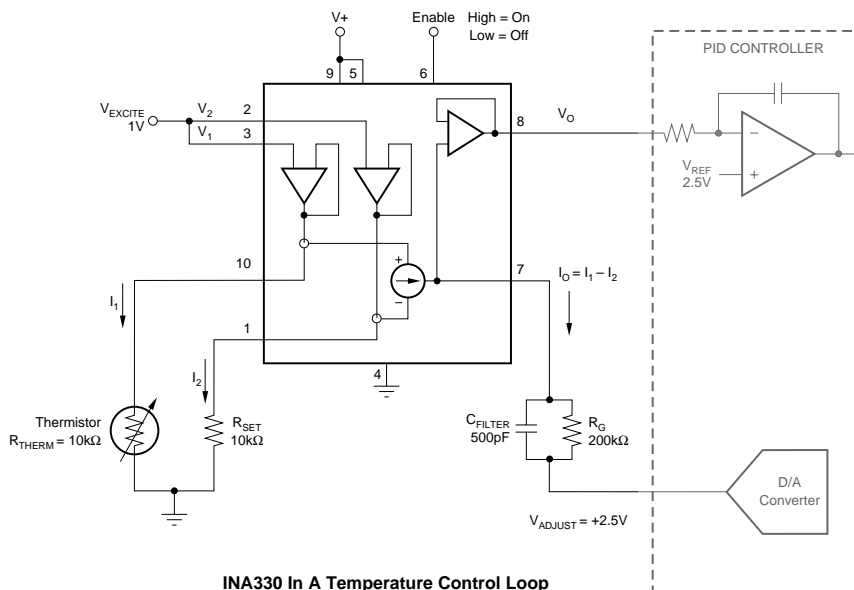 V+
Enable
High = On
Low = Off
PID CONTROLLER
9
5
6
V_EXCITE
1V
V_2
2
V_1
3
8
V_O
V_REF
2.5V
−
+
10
+
−
7
I_O = I_1 – I_2
I_1
1
I_2
4
Thermistor
R_THERM = 10kΩ
R_SET
10kΩ
C_FILTER
500pF
R_G
200kΩ
D/A
Converter
V_ADJUST = +2.5V
INA330 In A Temperature Control Loop